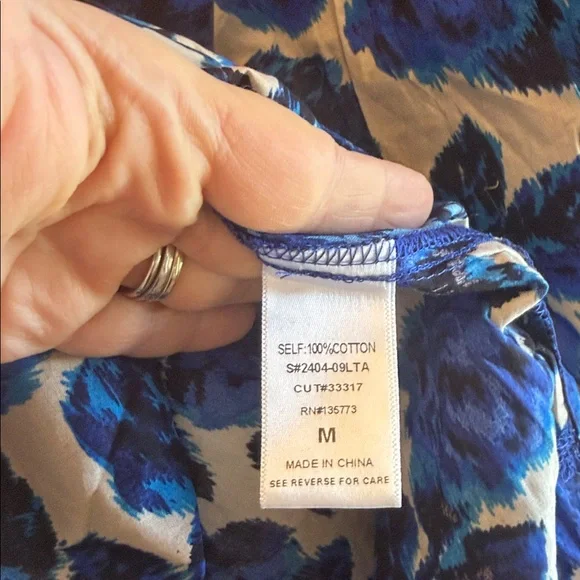 SELF:100%COTTON
S#2404-09LTA
CUT#33317
RN#135773
M
MADE IN CHINA
SEE REVERSE FOR CARE